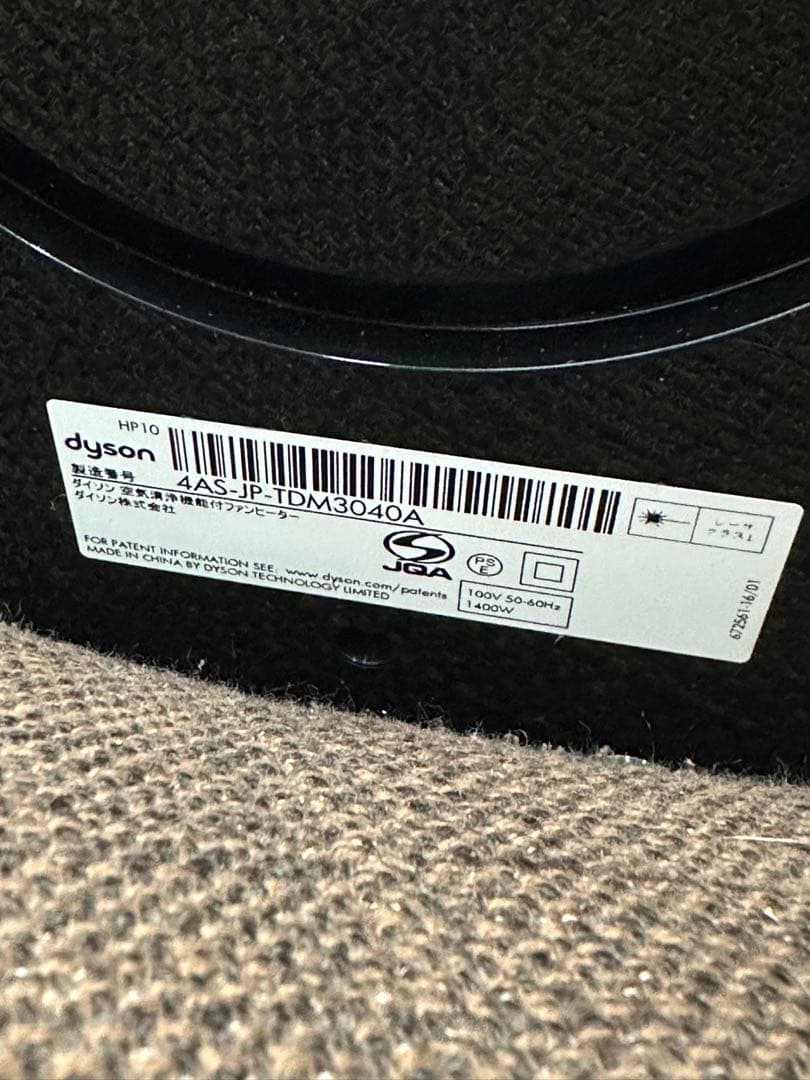 HP10
dyson
製造番号 4AS-JP-TDM3040A
ダイソン 空気清浄機能付ファンヒーター
ダイソン株式会社
レーザ
クラス1
JQA
PS
E
FOR PATENT INFORMATION SEE: www.dyson.com/patents
MADE IN CHINA BY DYSON TECHNOLOGY LIMITED
100V 50-60Hz
1400W
672561-16/01